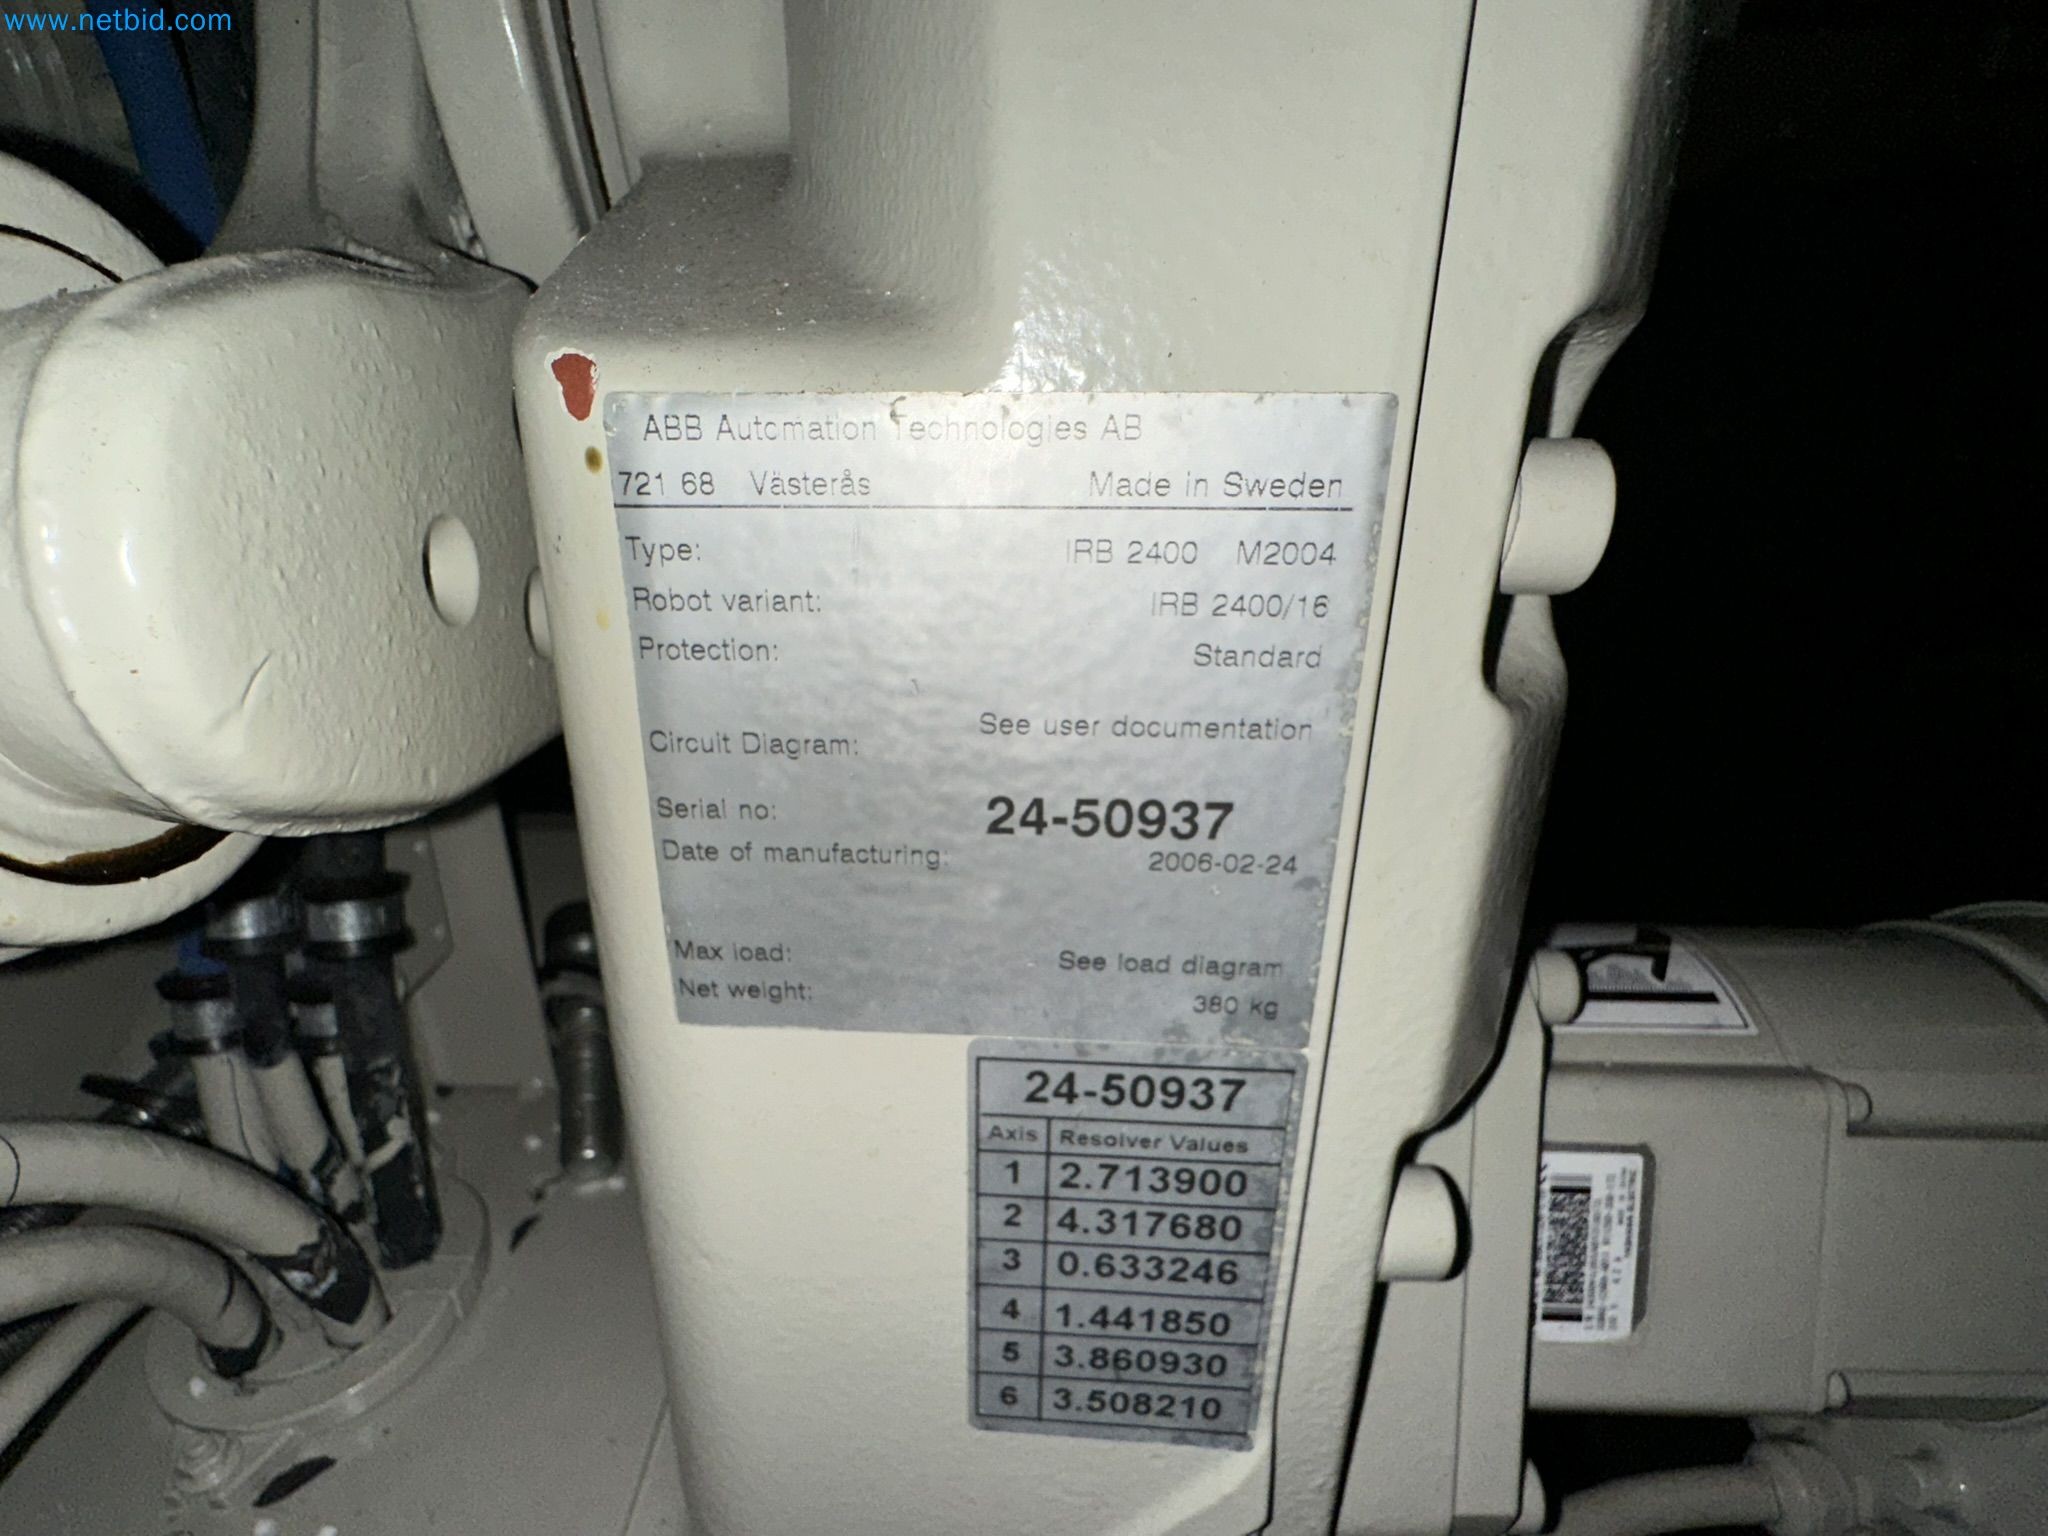 www.netbid.com
ABB Automation Technologies AB
721 68 Västerås Made in Sweden
Type: IRB 2400 M2004
Robot variant: IRB 2400/16
Protection: Standard
Circuit Diagram: See user documentation
Serial no: 24-50937
Date of manufacturing: 2006-02-24
Max load: See load diagram
Net weight: 380 kg
24-50937
Axis Resolver Values
1 2.713900
2 4.317680
3 0.633246
4 1.441850
5 3.860930
6 3.508210